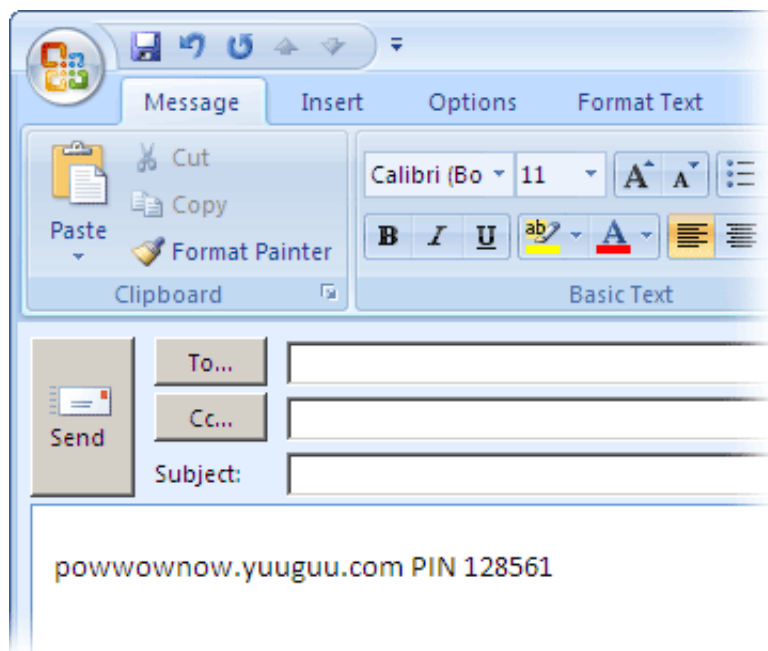 Message Insert Options Format Text
Cut
Copy
Paste
Format Painter
Calibri (Bo 11 A A
B I U ab A
Clipboard Basic Text
To...
Cc...
Send
Subject:
powwownow.yuuguu.com PIN 128561